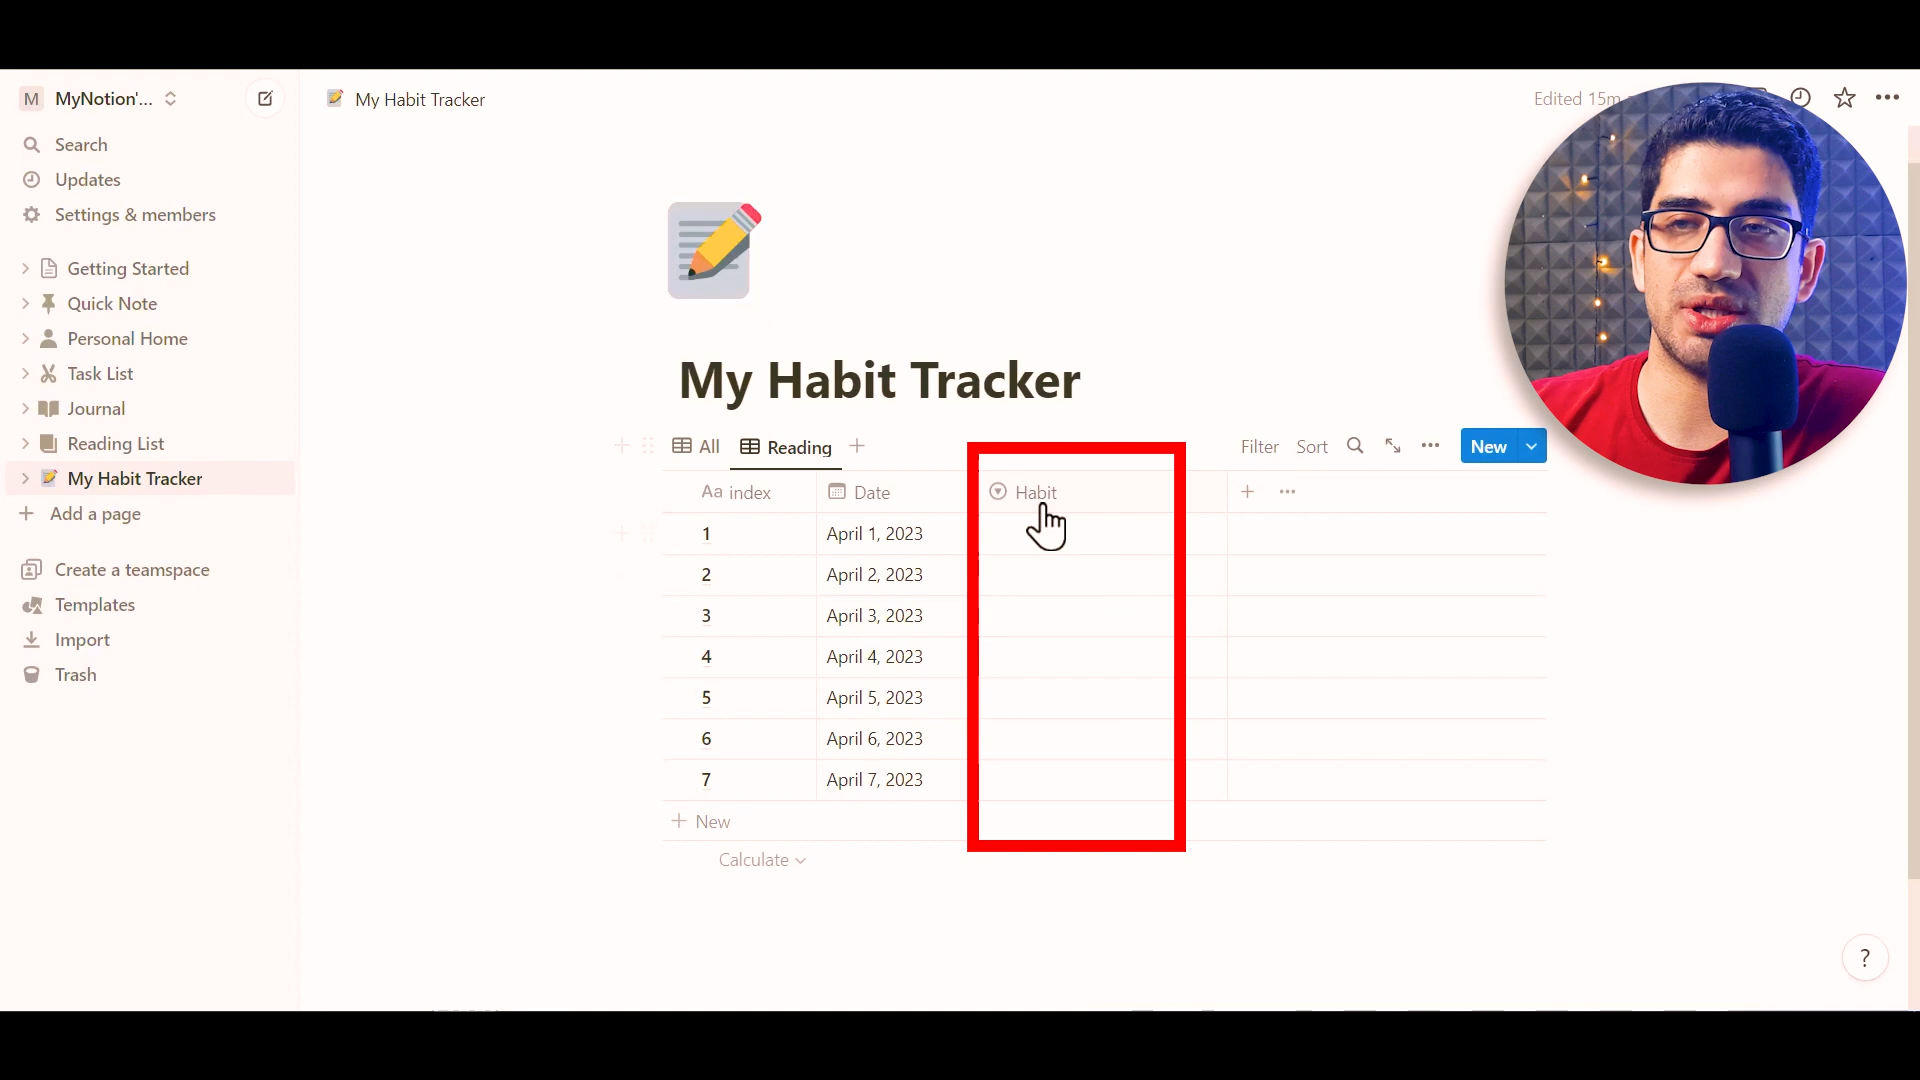 M MyNotion'...
My Habit Tracker
Edited 15m
Search
Updates
Settings & members
Getting Started
Quick Note
Personal Home
Task List
Journal
Reading List
My Habit Tracker
Add a page
Create a teamspace
Templates
Import
Trash
My Habit Tracker
All Reading Filter Sort New
Aa index Date Habit
1 April 1, 2023
2 April 2, 2023
3 April 3, 2023
4 April 4, 2023
5 April 5, 2023
6 April 6, 2023
7 April 7, 2023
New
Calculate
?